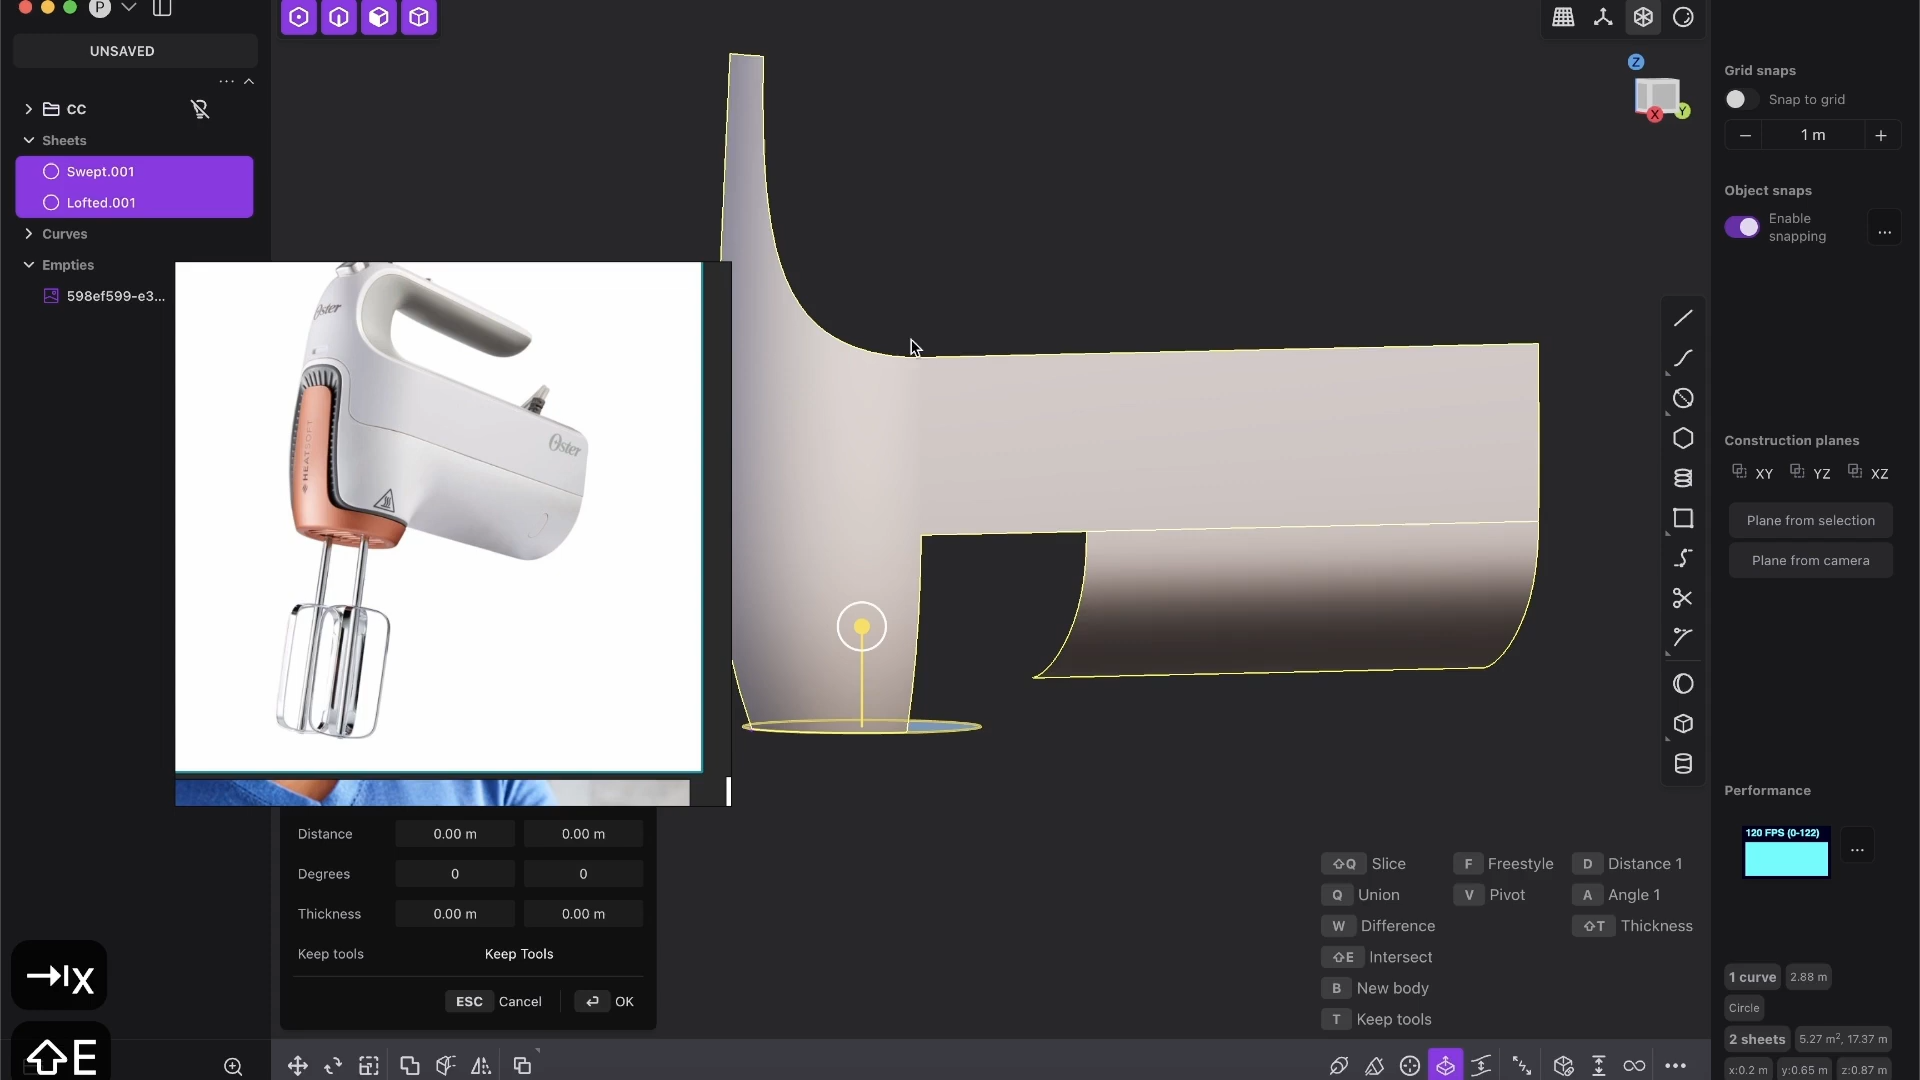 P
UNSAVED
CC
Sheets
Swept.001
Lofted.001
Curves
Empties
598ef599-e3...
Oster
HEATSOFT
Oster
Distance 0.00 m 0.00 m
Degrees 0 0
Thickness 0.00 m 0.00 m
Keep tools Keep Tools
ESC Cancel OK
X
E
Z
X
Y
Q Slice F Freestyle D Distance 1
Q Union V Pivot A Angle 1
W Difference T Thickness
E Intersect
B New body
T Keep tools
Grid snaps
Snap to grid
− 1 m +
Object snaps
Enable
snapping
...
Construction planes
XY YZ XZ
Plane from selection
Plane from camera
Performance
120 FPS (0-122)
...
1 curve 2.88 m
Circle
2 sheets 5.27 m², 17.37 m
x:0.2 m y:0.65 m z:0.87 m